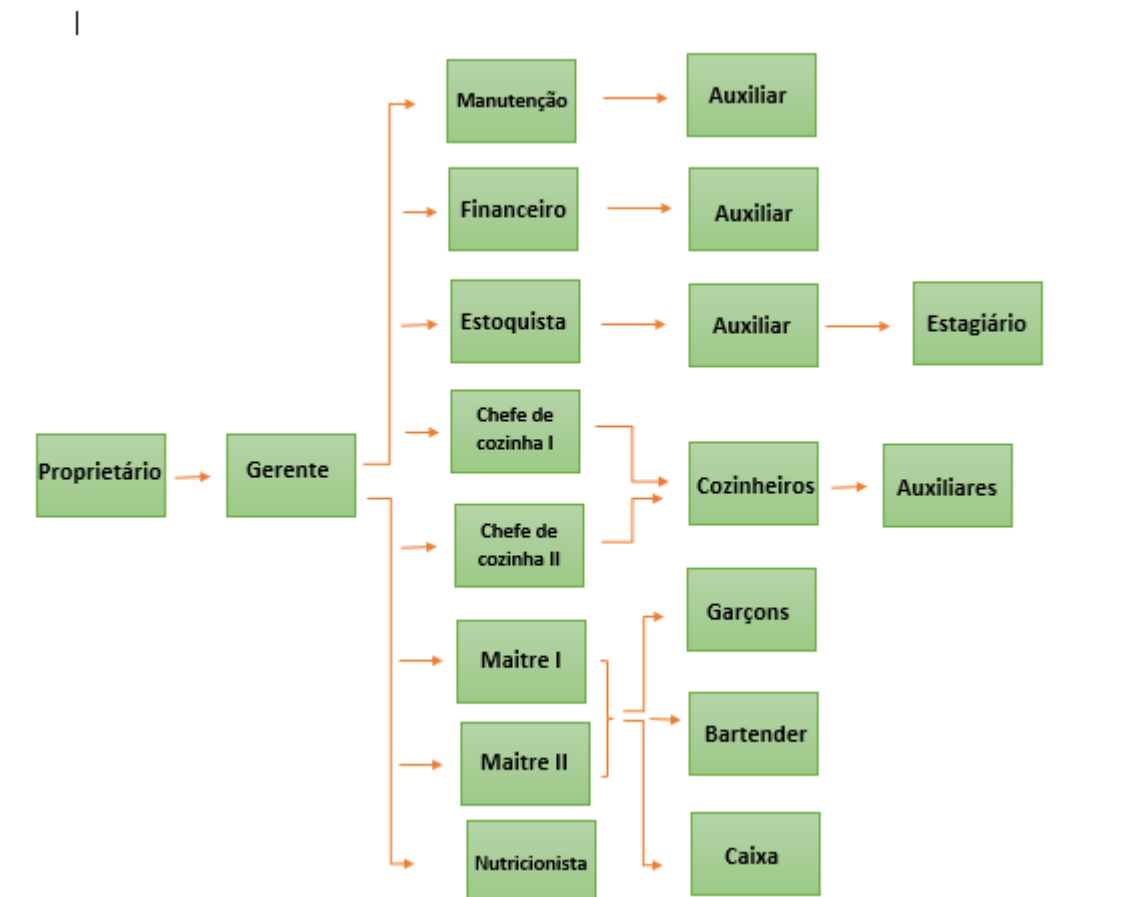 Manutenção
Auxiliar
Financeiro
Auxiliar
Estoquista
Auxiliar
Estagiário
Chefe de
cozinha I
Proprietário
Gerente
Cozinheiros
Auxiliares
Chefe de
cozinha II
Garçons
Maitre I
Bartender
Maitre II
Caixa
Nutricionista